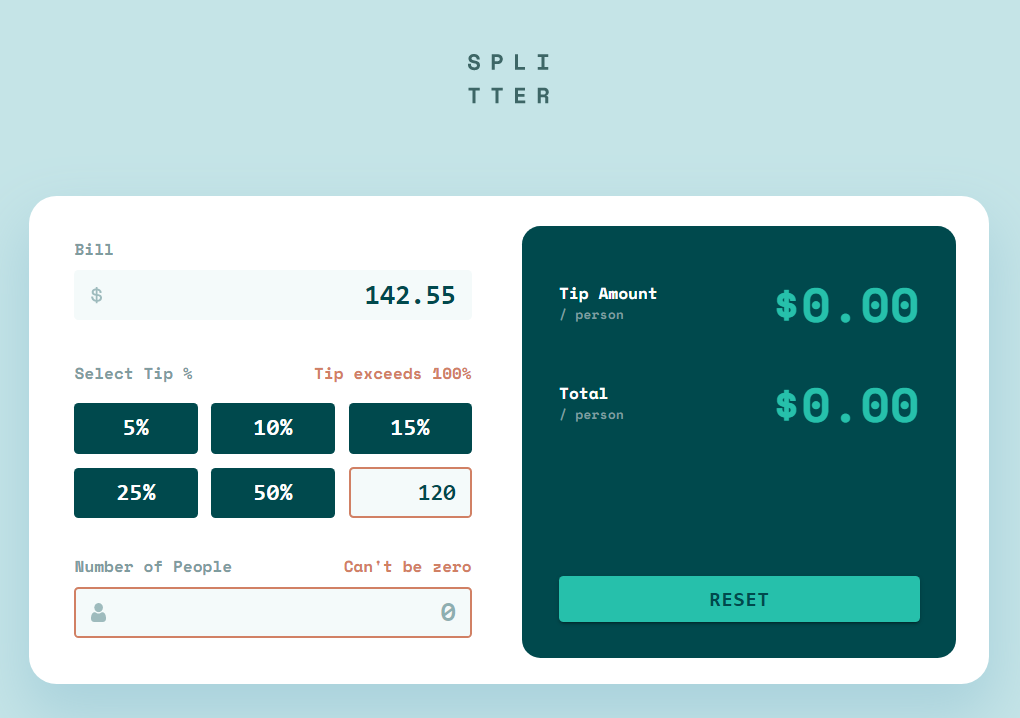 SPLI
TTER
Bill
$ 142.55
Select Tip % Tip exceeds 100%
5% 10% 15%
25% 50% 120
Number of People Can't be zero
0
Tip Amount
/ person
$0.00
Total
/ person
$0.00
RESET